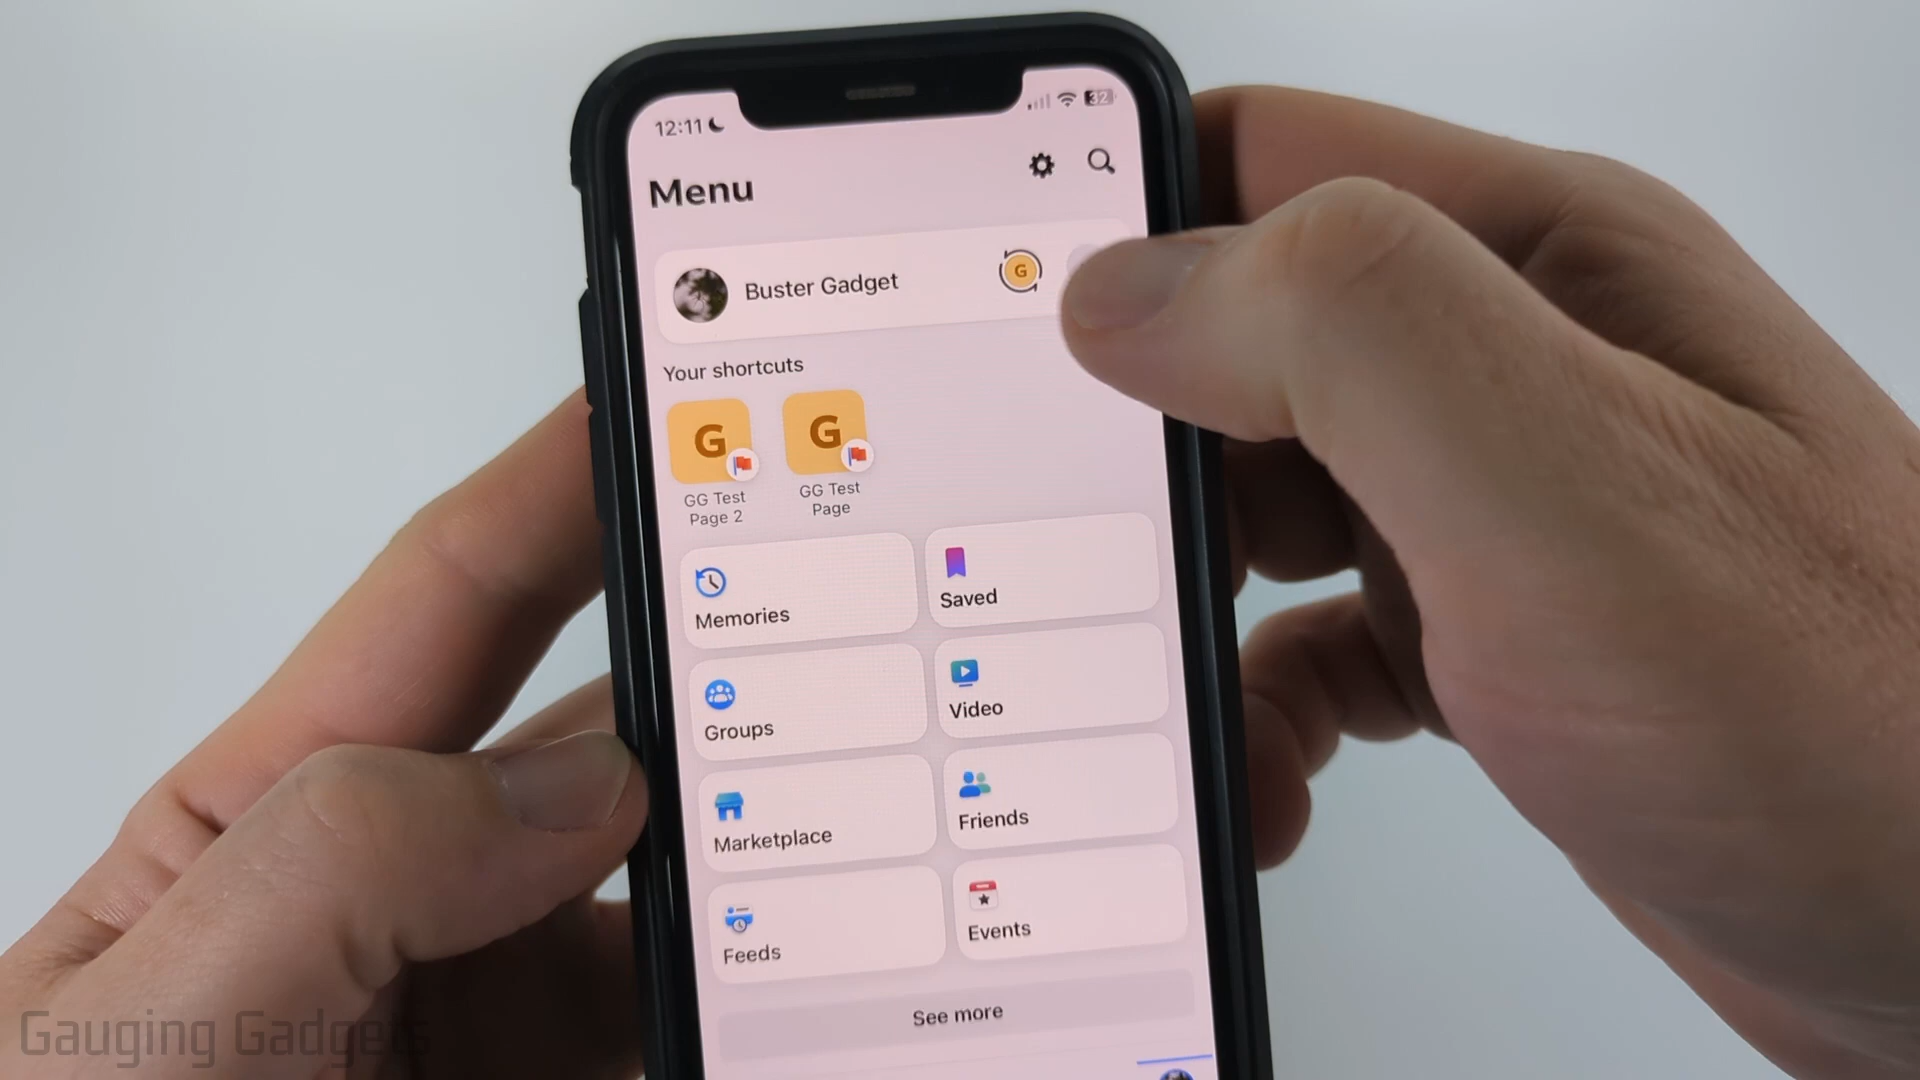 12:11
32
Menu
Buster Gadget
G
Your shortcuts
G
G
GG Test
Page 2
GG Test
Page
Memories
Saved
Groups
Video
Marketplace
Friends
Feeds
Events
See more
Gauging Gadgets